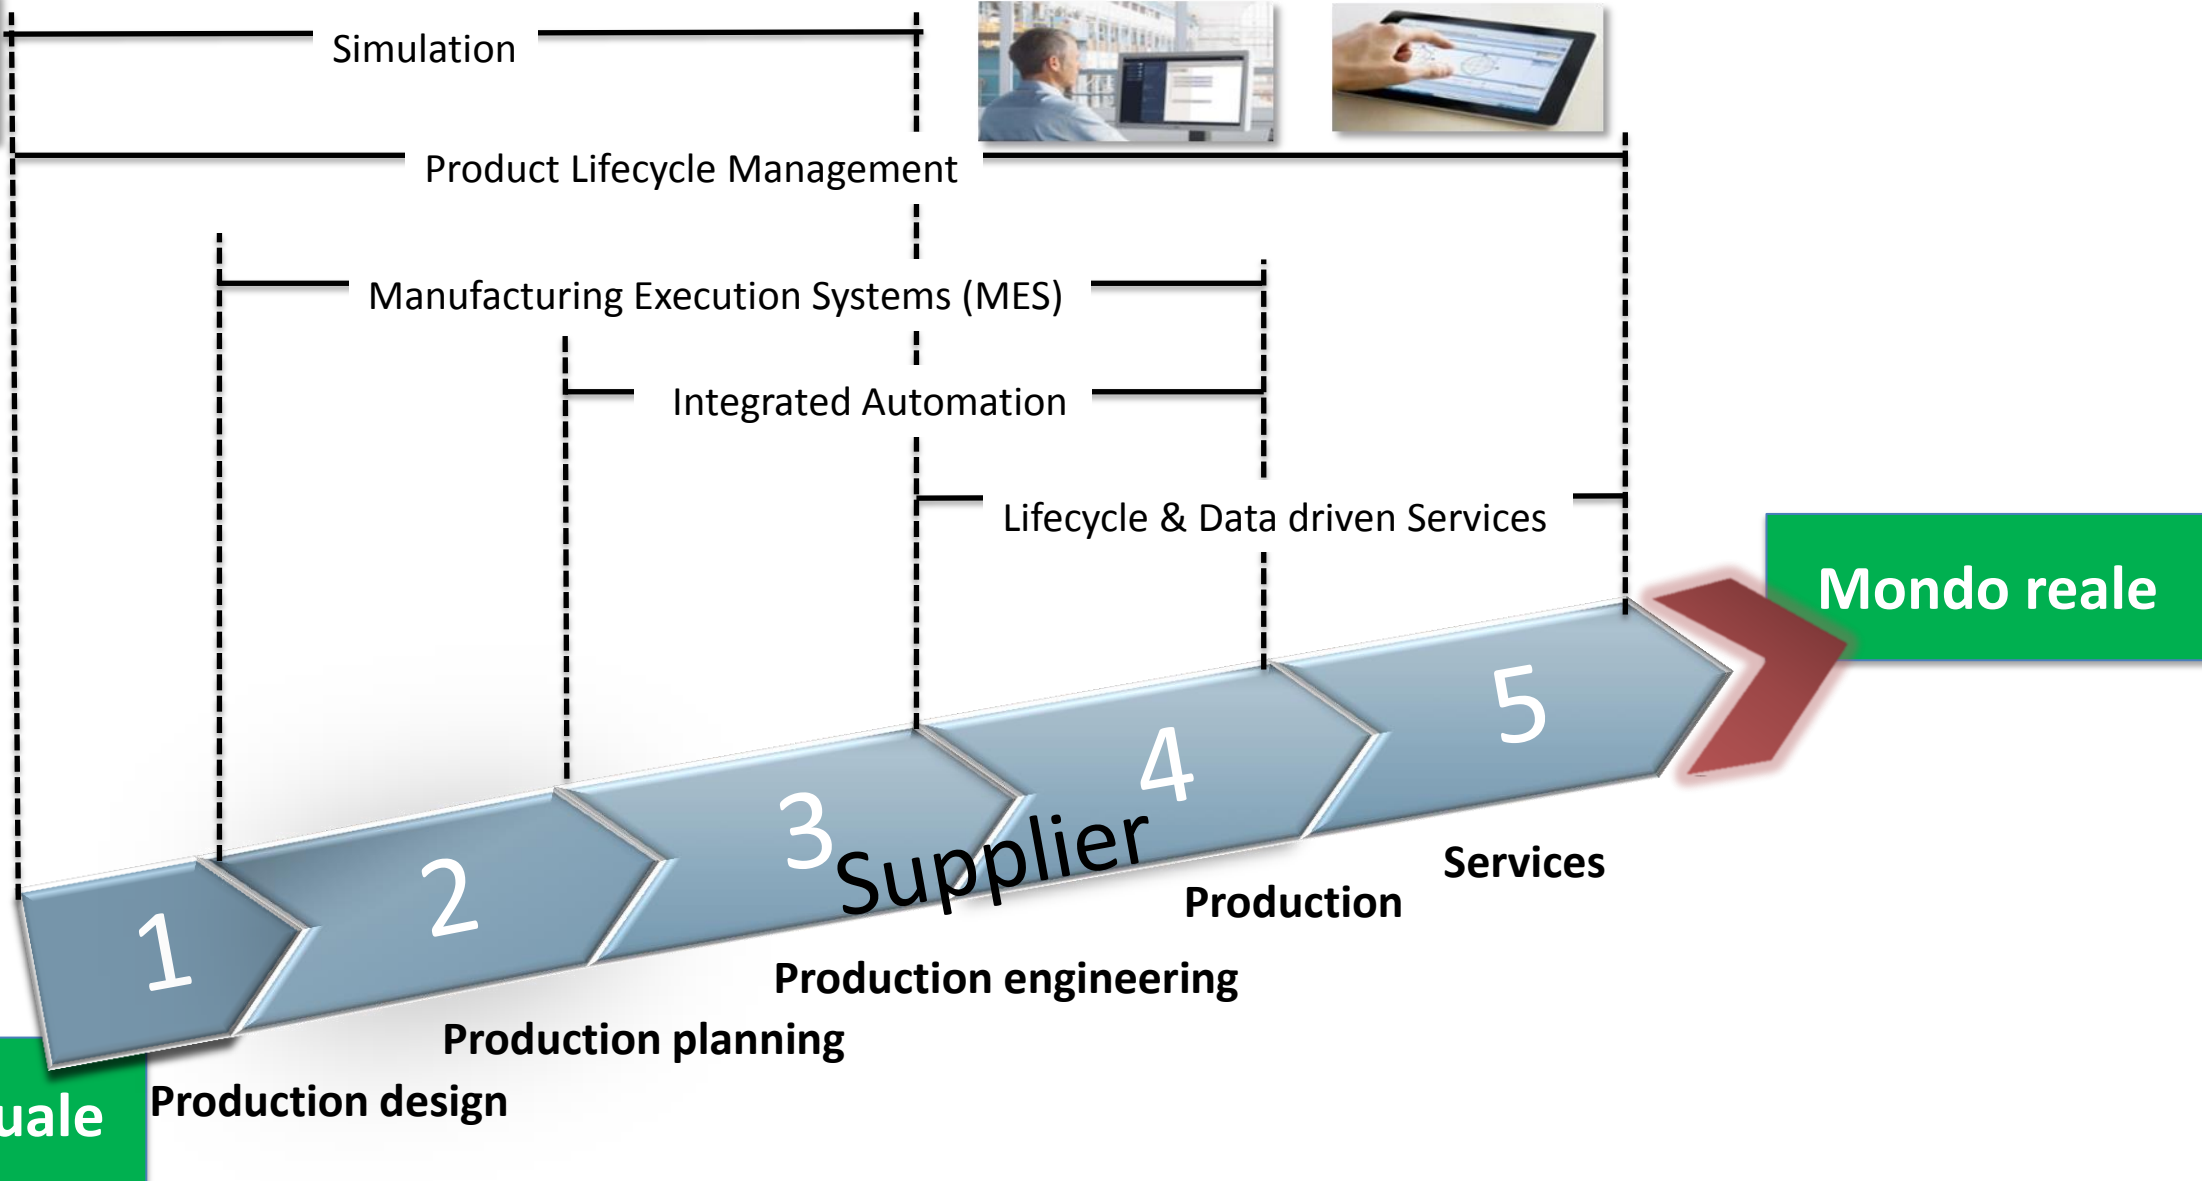 Simulation
Product Lifecycle Management
Manufacturing Execution Systems (MES)
Integrated Automation
Lifecycle & Data driven Services
Mondo reale
5
4
3
Supplier
2
1
Services
Production
Production engineering
Production planning
Production design
uale